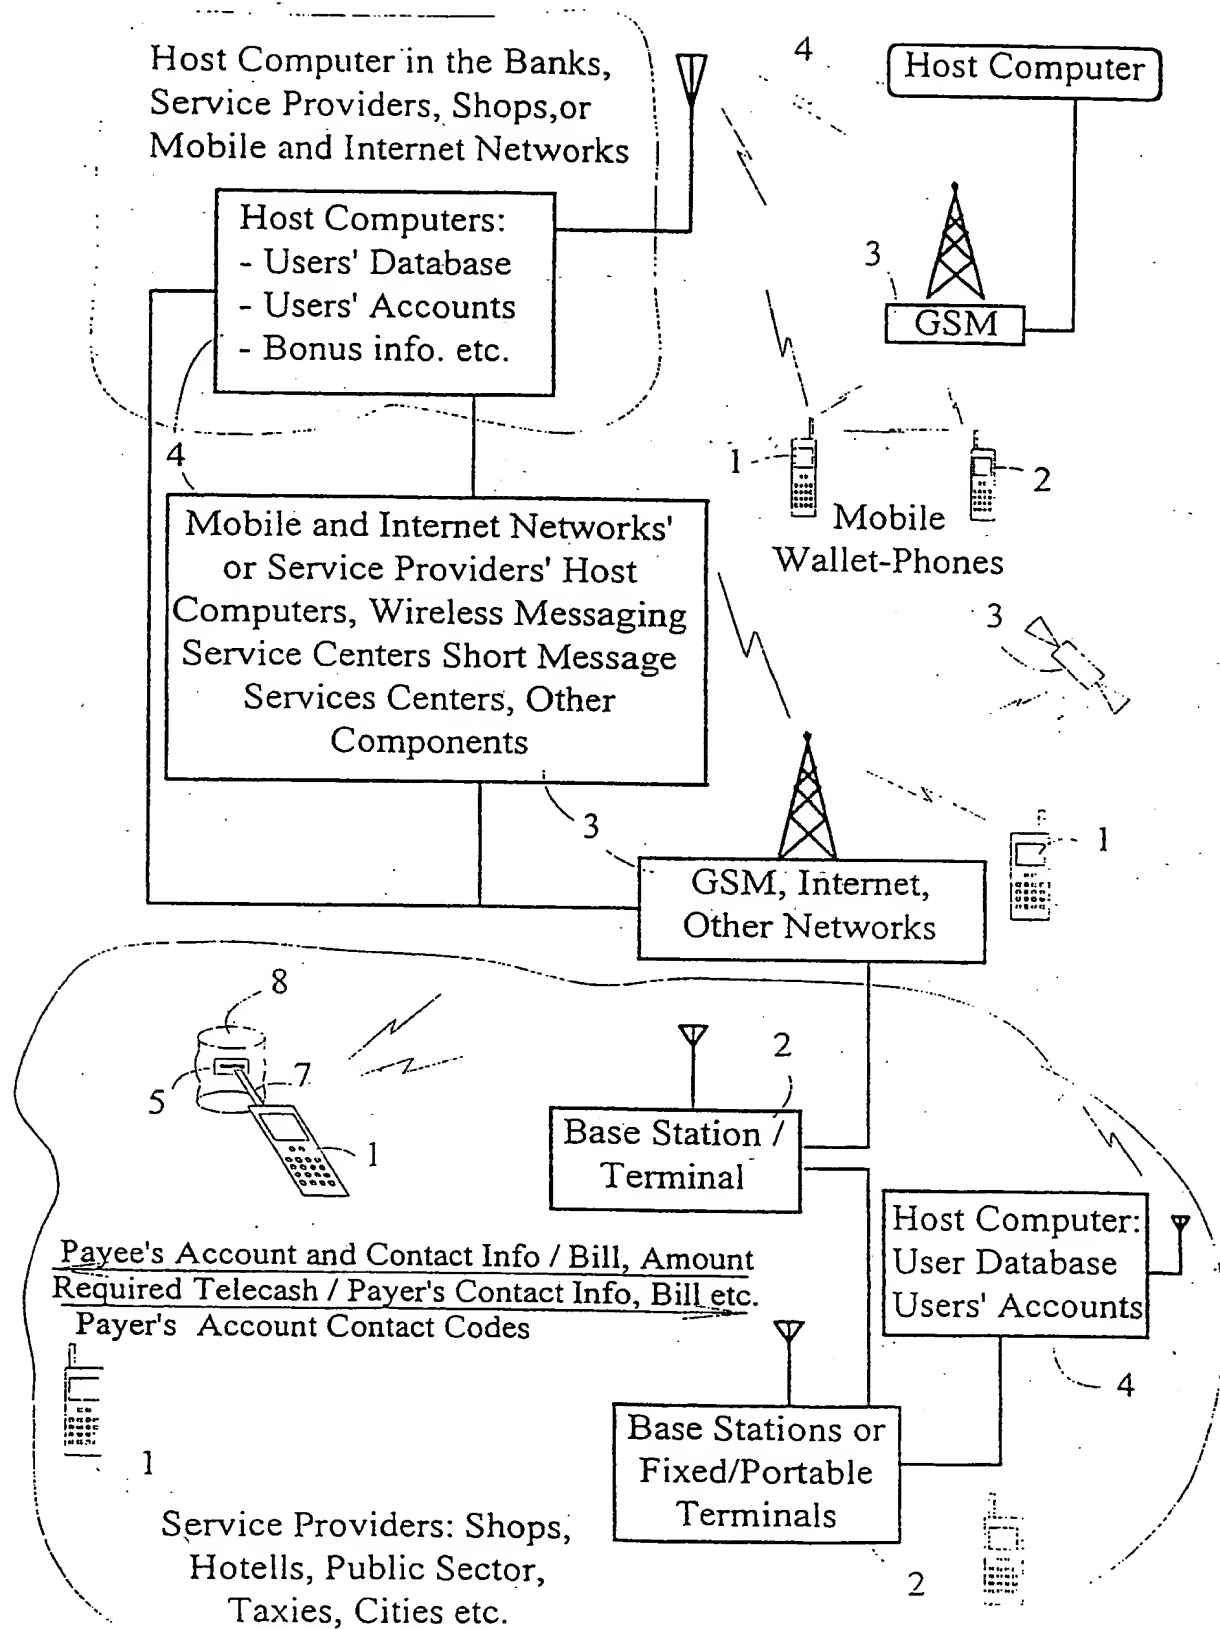 Host Computer in the Banks,
Service Providers, Shops,or
Mobile and Internet Networks
4
Host Computer
Host Computers:
- Users' Database
- Users' Accounts
- Bonus info. etc.
3
GSM
4
1
2
Mobile
Wallet-Phones
Mobile and Internet Networks'
or Service Providers' Host
Computers, Wireless Messaging
Service Centers Short Message
Services Centers, Other
Components
3
3
1
GSM, Internet,
Other Networks
8
5
7
1
2
Base Station /
Terminal
Host Computer:
User Database
Users' Accounts
4
Payee's Account and Contact Info / Bill, Amount
Required Telecash / Payer's Contact Info, Bill etc.
Payer's Account Contact Codes
1
Base Stations or
Fixed/Portable
Terminals
2
Service Providers: Shops,
Hotells, Public Sector,
Taxies, Cities etc.